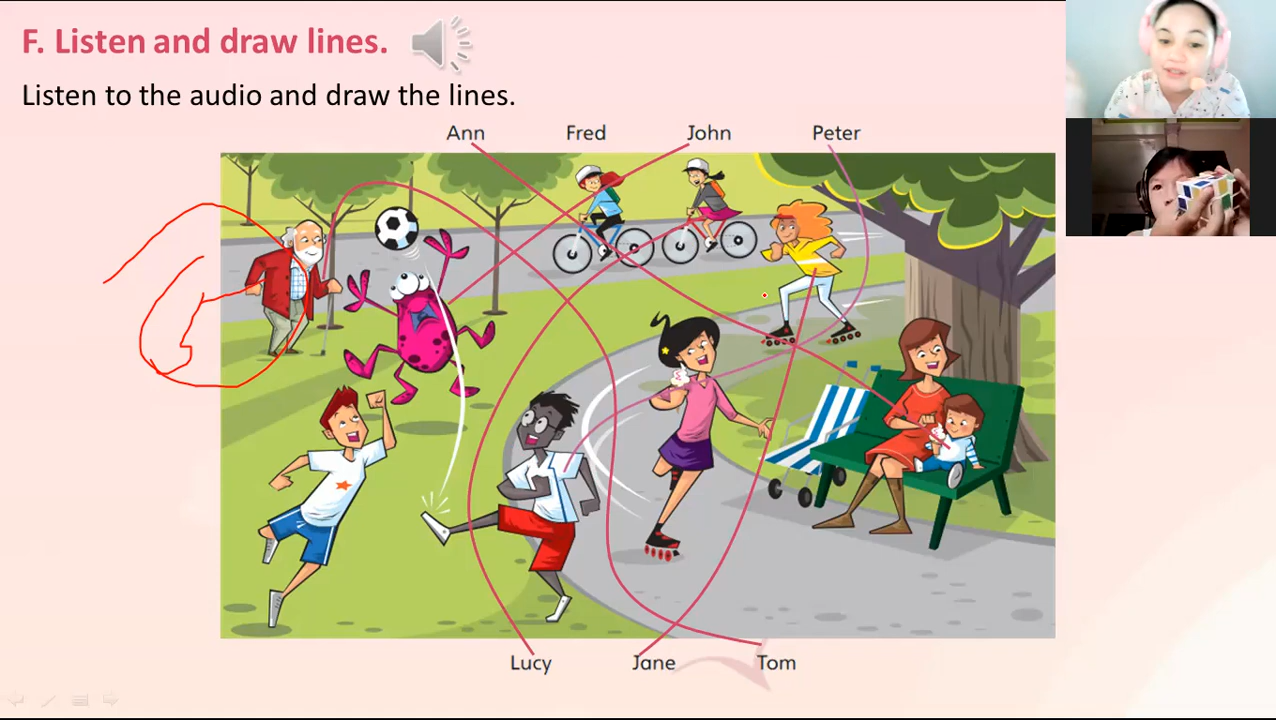 F. Listen and draw lines.
Listen to the audio and draw the lines.
Ann Fred John Peter
Lucy Jane Tom